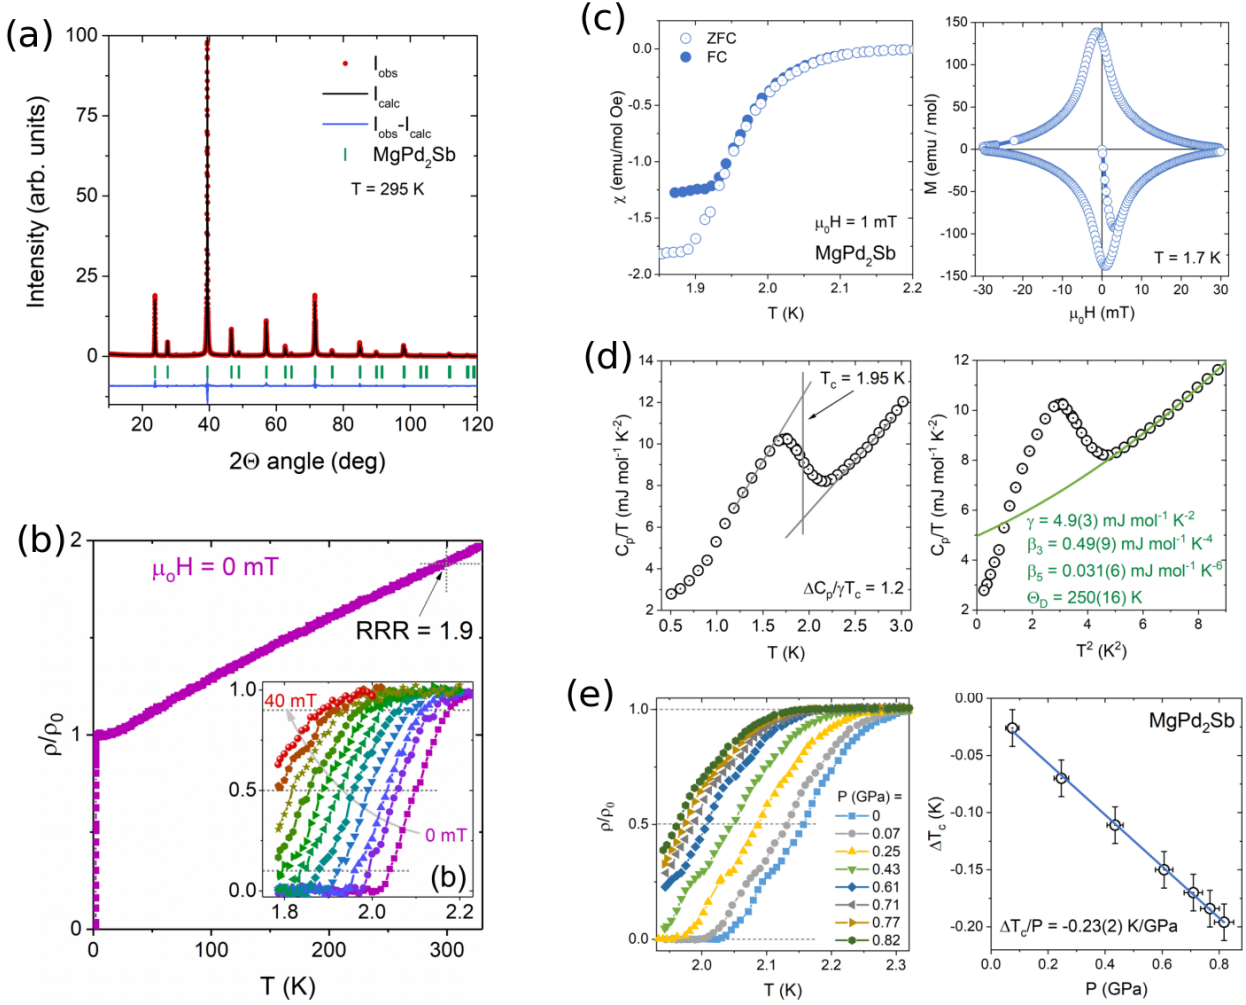 (a)
Intensity (arb. units)
100
75
50
25
0
I_obs
I_calc
I_obs-I_calc
MgPd₂Sb
T = 295 K
20 40 60 80 100 120
2Θ angle (deg)
(b)
ρ/ρ₀
2
1
0
μₒH = 0 mT
RRR = 1.9
1.0
0.5
0.0
40 mT
0 mT
(b)
1.8 2.0 2.2
0 50 100 150 200 250 300
T (K)
(c)
χ (emu/mol Oe)
0.0
-0.5
-1.0
-1.5
-2.0
ZFC
FC
μ₀H = 1 mT
MgPd₂Sb
1.9 2.0 2.1 2.2
T (K)
M (emu / mol)
150
100
50
0
-50
-100
-150
T = 1.7 K
-30 -20 -10 0 10 20 30
μ₀H (mT)
(d)
Cₚ/T (mJ mol⁻¹ K⁻²)
14
12
10
8
6
4
2
T_c = 1.95 K
ΔCₚ/γT_c = 1.2
0.5 1.0 1.5 2.0 2.5 3.0
T (K)
Cₚ/T (mJ mol⁻¹ K⁻²)
12
10
8
6
4
2
γ = 4.9(3) mJ mol⁻¹ K⁻²
β₃ = 0.49(9) mJ mol⁻¹ K⁻⁴
β₅ = 0.031(6) mJ mol⁻¹ K⁻⁶
Θ_D = 250(16) K
0 2 4 6 8
T² (K²)
(e)
ρ/ρ₀
1.0
0.5
0.0
P (GPa) =
0
0.07
0.25
0.43
0.61
0.71
0.77
0.82
2.0 2.1 2.2 2.3
T (K)
ΔT_c (K)
0.00
-0.05
-0.10
-0.15
-0.20
MgPd₂Sb
ΔT_c/P = -0.23(2) K/GPa
0.0 0.2 0.4 0.6 0.8
P (GPa)